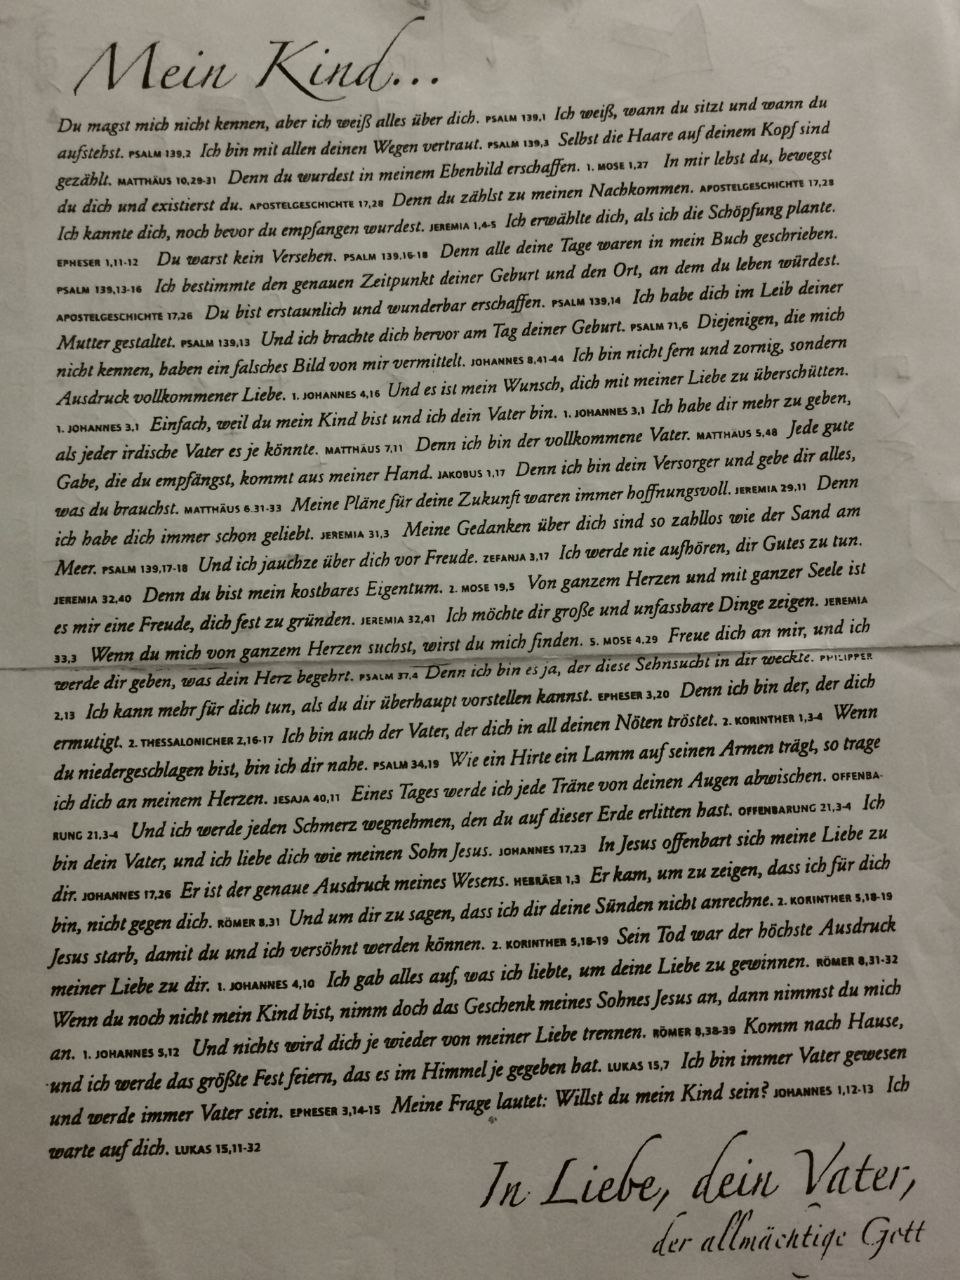 Mein Kind...
Du magst mich nicht kennen, aber ich weiß alles über dich. PSALM 139,1 Ich weiß, wann du sitzt und wann du
aufstehst. PSALM 139,2 Ich bin mit allen deinen Wegen vertraut. PSALM 139,3 Selbst die Haare auf deinem Kopf sind
gezählt. MATTHÄUS 10,29-31 Denn du wurdest in meinem Ebenbild erschaffen. 1. MOSE 1,27 In mir lebst du, bewegst
du dich und existierst du. APOSTELGESCHICHTE 17,28 Denn du zählst zu meinen Nachkommen. APOSTELGESCHICHTE 17,28
Ich kannte dich, noch bevor du empfangen wurdest. JEREMIA 1,4-5 Ich erwählte dich, als ich die Schöpfung plante.
EPHESER 1,11-12 Du warst kein Versehen. PSALM 139,16-18 Denn alle deine Tage waren in mein Buch geschrieben.
PSALM 139,13-16 Ich bestimmte den genauen Zeitpunkt deiner Geburt und den Ort, an dem du leben würdest.
APOSTELGESCHICHTE 17,26 Du bist erstaunlich und wunderbar erschaffen. PSALM 139,14 Ich habe dich im Leib deiner
Mutter gestaltet. PSALM 139,13 Und ich brachte dich hervor am Tag deiner Geburt. PSALM 71,6 Diejenigen, die mich
nicht kennen, haben ein falsches Bild von mir vermittelt. JOHANNES 8,41-44 Ich bin nicht fern und zornig, sondern
Ausdruck vollkommener Liebe. 1. JOHANNES 4,16 Und es ist mein Wunsch, dich mit meiner Liebe zu überschütten.
1. JOHANNES 3,1 Einfach, weil du mein Kind bist und ich dein Vater bin. 1. JOHANNES 3,1 Ich habe dir mehr zu geben,
als jeder irdische Vater es je könnte. MATTHÄUS 7,11 Denn ich bin der vollkommene Vater. MATTHÄUS 5,48 Jede gute
Gabe, die du empfängst, kommt aus meiner Hand. JAKOBUS 1,17 Denn ich bin dein Versorger und gebe dir alles,
was du brauchst. MATTHÄUS 6.31-33 Meine Pläne für deine Zukunft waren immer hoffnungsvoll. JEREMIA 29,11 Denn
ich habe dich immer schon geliebt. JEREMIA 31,3 Meine Gedanken über dich sind so zahllos wie der Sand am
Meer. PSALM 139,17-18 Und ich jauchze über dich vor Freude. ZEFANJA 3,17 Ich werde nie aufhören, dir Gutes zu tun.
JEREMIA 32,40 Denn du bist mein kostbares Eigentum. 2. MOSE 19,5 Von ganzem Herzen und mit ganzer Seele ist
es mir eine Freude, dich fest zu gründen. JEREMIA 32,41 Ich möchte dir große und unfassbare Dinge zeigen. JEREMIA
33,3 Wenn du mich von ganzem Herzen suchst, wirst du mich finden. 5. MOSE 4,29 Freue dich an mir, und ich
werde dir geben, was dein Herz begehrt. PSALM 37,4 Denn ich bin es ja, der diese Sehnsucht in dir weckte. PHILIPPER
2,13 Ich kann mehr für dich tun, als du dir überhaupt vorstellen kannst. EPHESER 3,20 Denn ich bin der, der dich
ermutigt. 2. THESSALONICHER 2,16-17 Ich bin auch der Vater, der dich in all deinen Nöten tröstet. 2. KORINTHER 1,3-4 Wenn
du niedergeschlagen bist, bin ich dir nahe. PSALM 34,19 Wie ein Hirte ein Lamm auf seinen Armen trägt, so trage
ich dich an meinem Herzen. JESAJA 40,11 Eines Tages werde ich jede Träne von deinen Augen abwischen. OFFENBA-
RUNG 21,3-4 Und ich werde jeden Schmerz wegnehmen, den du auf dieser Erde erlitten hast. OFFENBARUNG 21,3-4 Ich
bin dein Vater, und ich liebe dich wie meinen Sohn Jesus. JOHANNES 17,23 In Jesus offenbart sich meine Liebe zu
dir. JOHANNES 17,26 Er ist der genaue Ausdruck meines Wesens. HEBRÄER 1,3 Er kam, um zu zeigen, dass ich für dich
bin, nicht gegen dich. RÖMER 8,31 Und um dir zu sagen, dass ich dir deine Sünden nicht anrechne. 2. KORINTHER 5,18-19
Jesus starb, damit du und ich versöhnt werden können. 2. KORINTHER 5,18-19 Sein Tod war der höchste Ausdruck
meiner Liebe zu dir. 1. JOHANNES 4,10 Ich gab alles auf, was ich liebte, um deine Liebe zu gewinnen. RÖMER 8,31-32
Wenn du noch nicht mein Kind bist, nimm doch das Geschenk meines Sohnes Jesus an, dann nimmst du mich
an. 1. JOHANNES 5,12 Und nichts wird dich je wieder von meiner Liebe trennen. RÖMER 8,38-39 Komm nach Hause,
und ich werde das größte Fest feiern, das es im Himmel je gegeben hat. LUKAS 15,7 Ich bin immer Vater gewesen
und werde immer Vater sein. EPHESER 3,14-15 Meine Frage lautet: Willst du mein Kind sein? JOHANNES 1,12-13 Ich
warte auf dich. LUKAS 15,11-32
In Liebe, dein Vater,
der allmächtige Gott